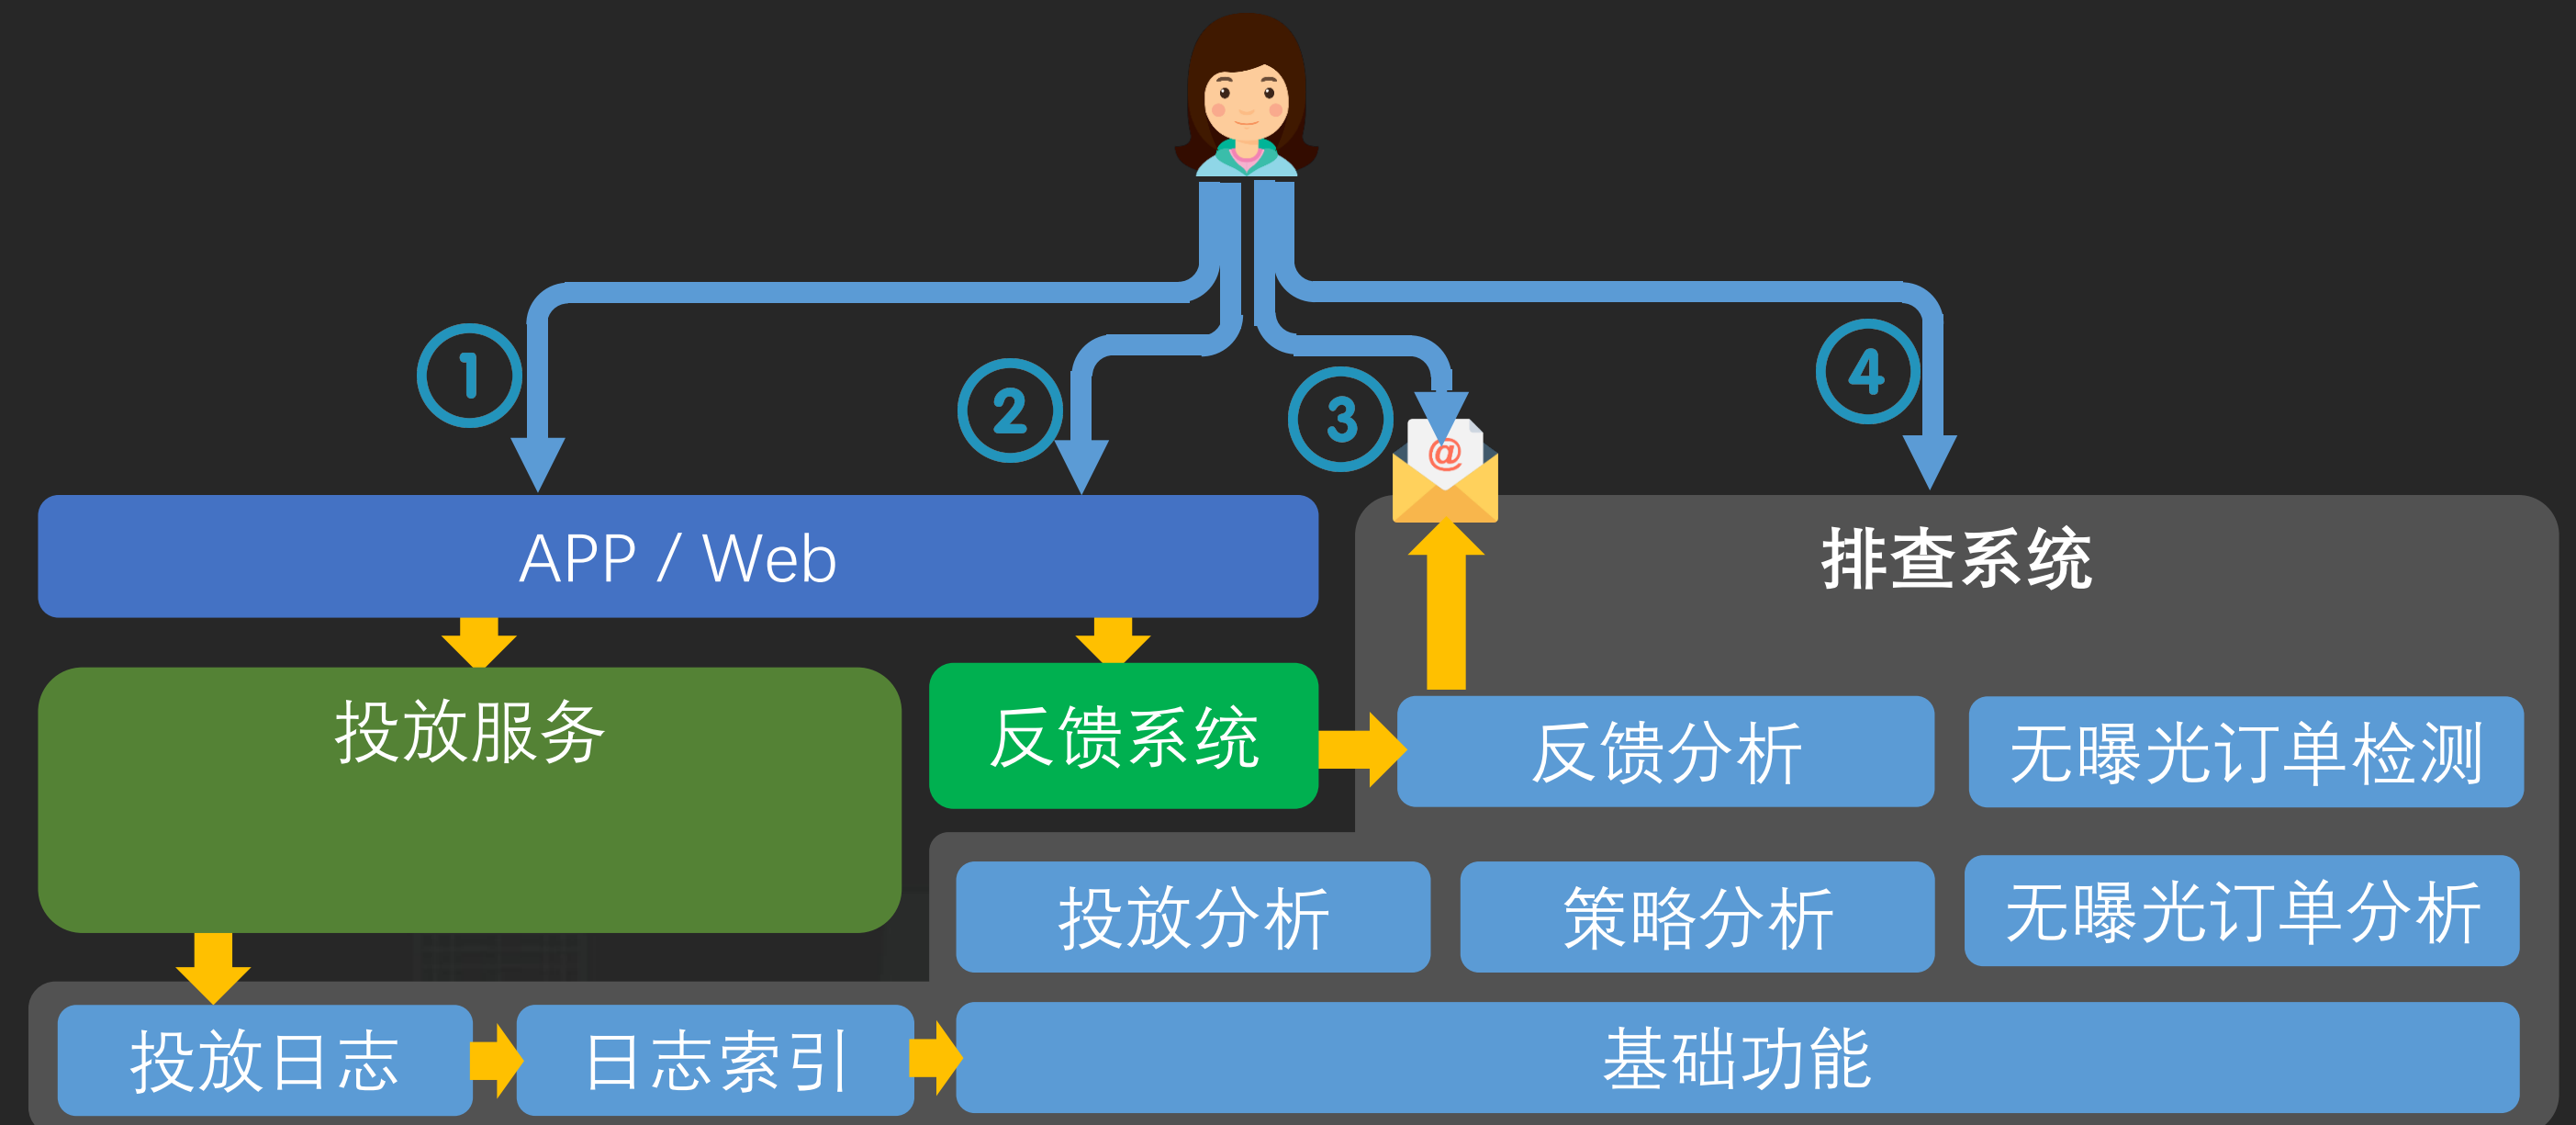 1
2
3
4
@
APP / Web
排查系统
投放服务
反馈系统
反馈分析
无曝光订单检测
投放分析
策略分析
无曝光订单分析
投放日志
日志索引
基础功能